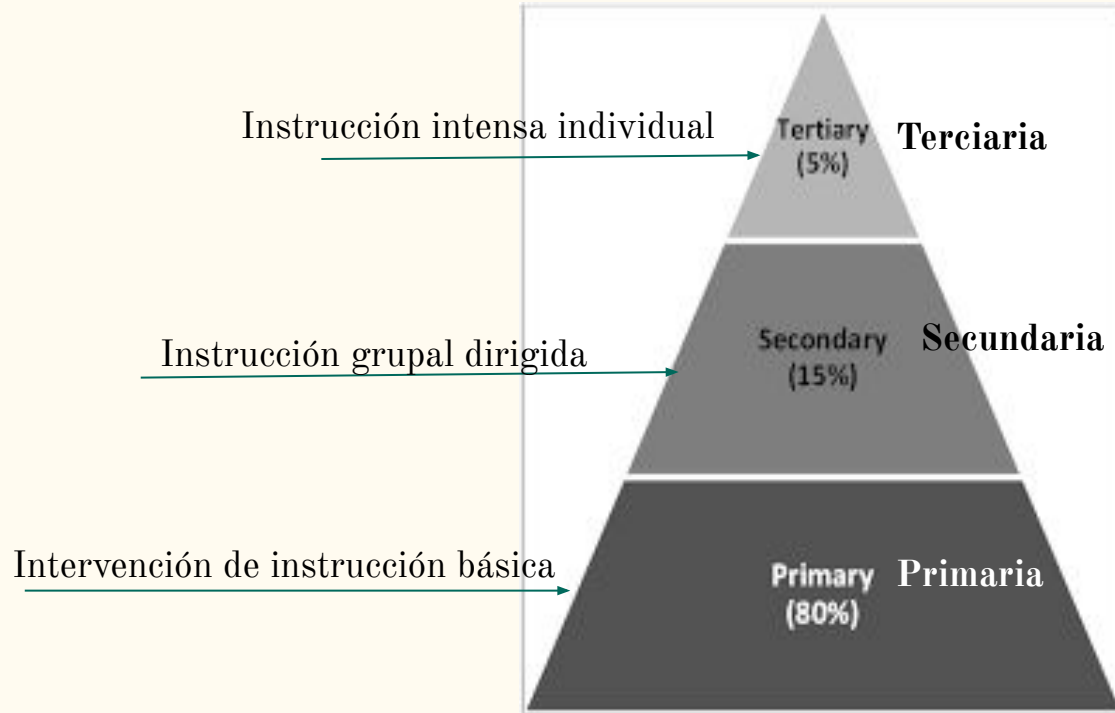 Instrucción intensa individual
Tertiary
(5%)
Terciaria
Instrucción grupal dirigida
Secondary
(15%)
Secundaria
Intervención de instrucción básica
Primary
(80%)
Primaria